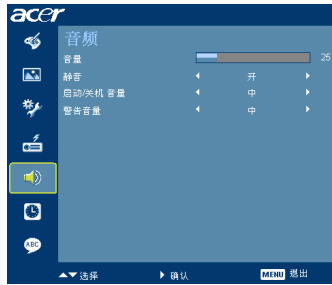 acer
音频
音量 25
静音 开
启动/关机 音量 中
警告音量 中
ABC
选择 确认 MENU 退出